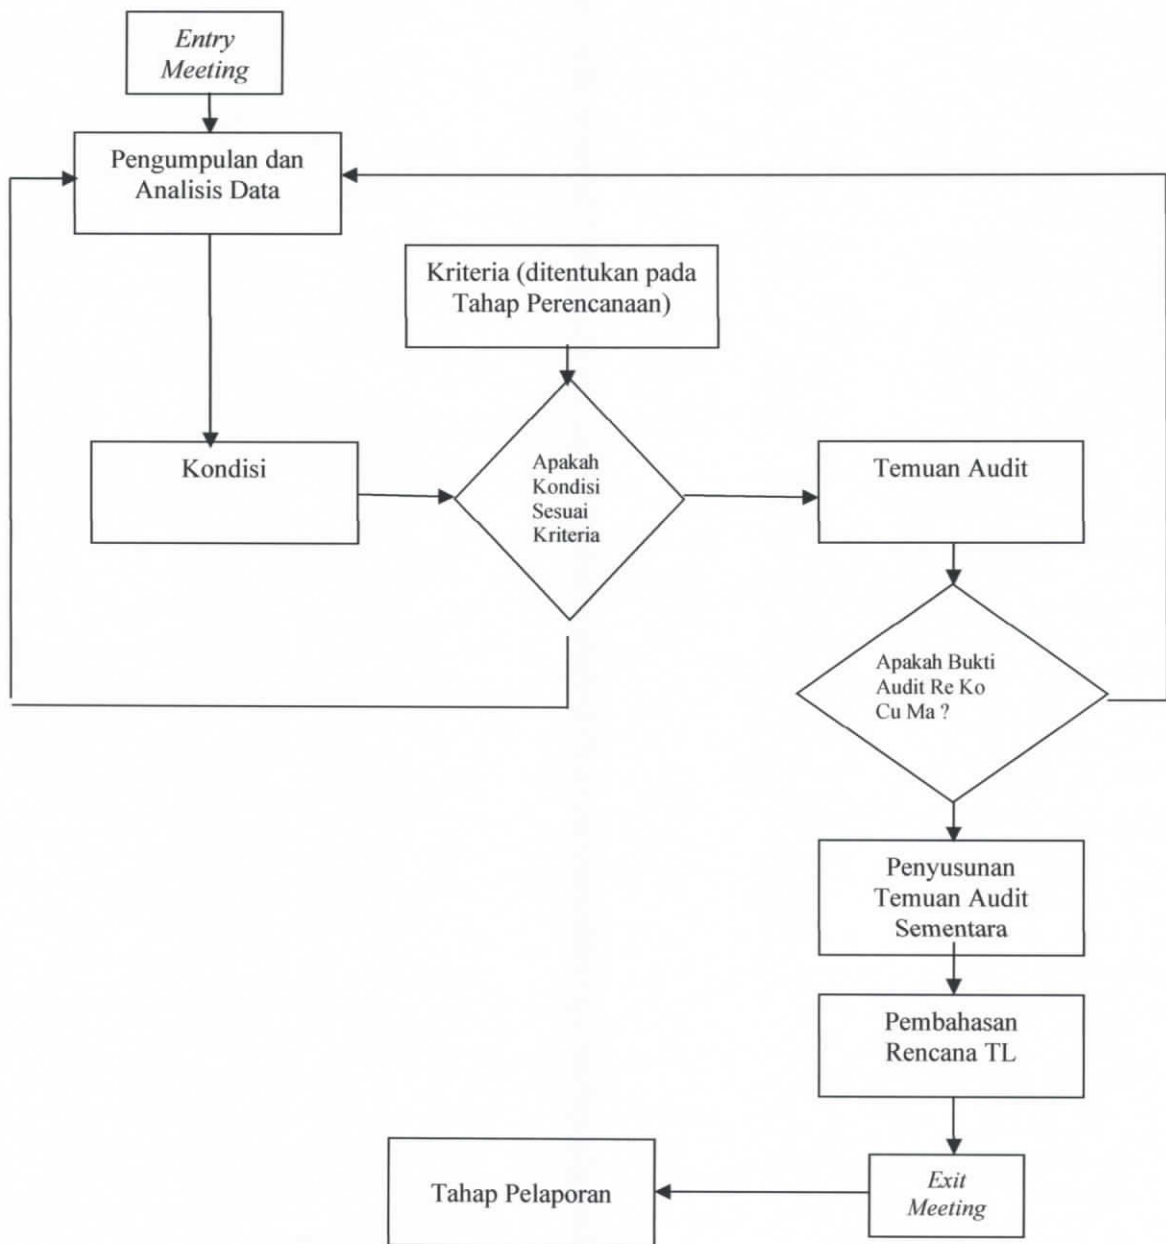 Entry
Meeting
Pengumpulan dan
Analisis Data
Kriteria (ditentukan pada
Tahap Perencanaan)
Kondisi
Apakah
Kondisi
Sesuai
Kriteria
Temuan Audit
Apakah Bukti
Audit Re Ko
Cu Ma ?
Penyusunan
Temuan Audit
Sementara
Pembahasan
Rencana TL
Exit
Meeting
Tahap Pelaporan